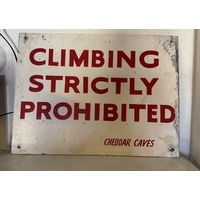 CLIMBING
STRICTLY
PROHIBITED
CHEDDAR CAVES